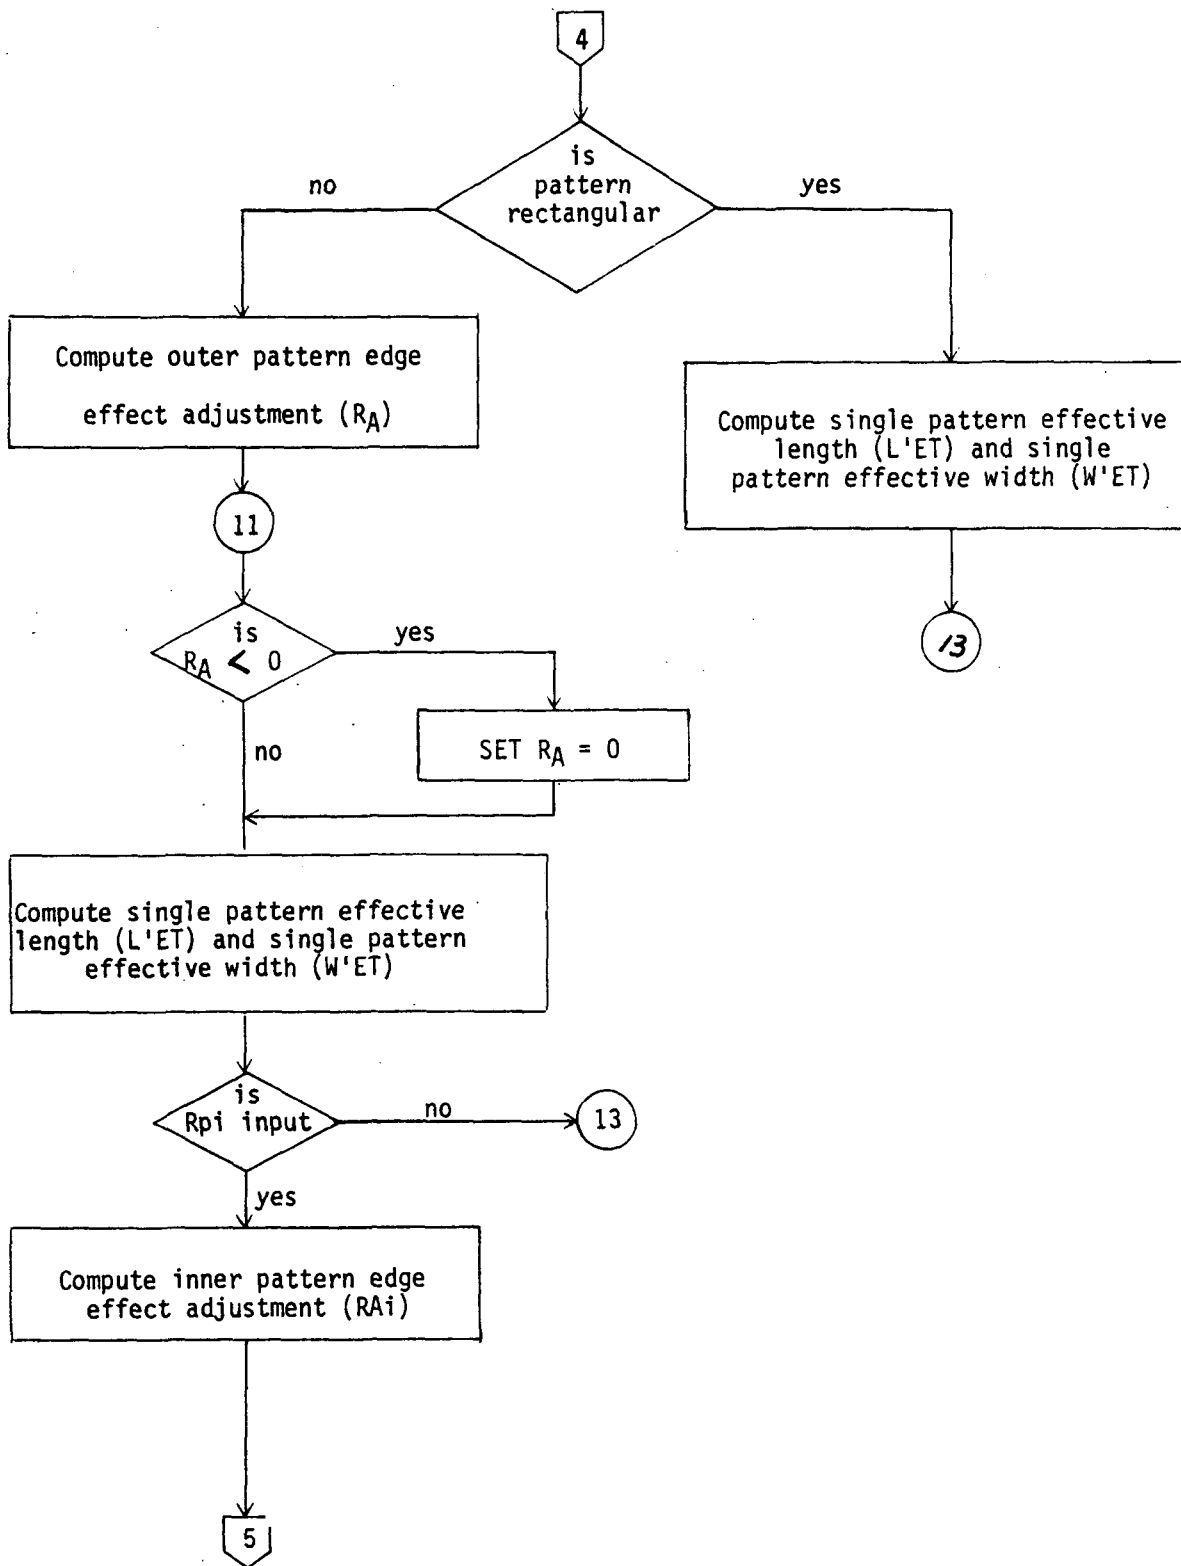 4
is
pattern
rectangular
no
yes
Compute outer pattern edge
effect adjustment (RA)
Compute single pattern effective
length (L'ET) and single
pattern effective width (W'ET)
11
13
is
RA < 0
yes
no
SET RA = 0
Compute single pattern effective
length (L'ET) and single pattern
effective width (W'ET)
is
Rpi input
no
13
yes
Compute inner pattern edge
effect adjustment (RAi)
5